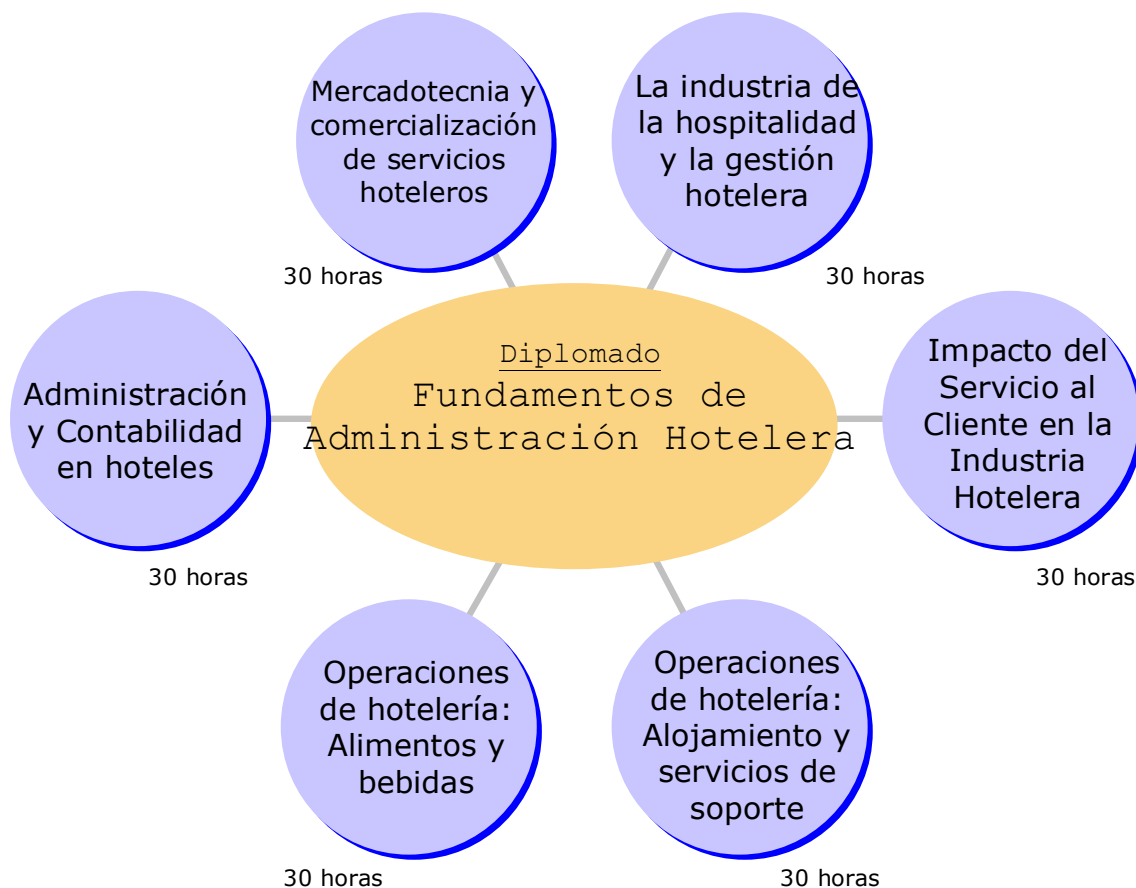 Mercadotecnia y
comercialización
de servicios
hoteleros
30 horas
La industria de
la hospitalidad
y la gestión
hotelera
30 horas
Diplomado
Fundamentos de
Administración Hotelera
Administración
y Contabilidad
en hoteles
30 horas
Impacto del
Servicio al
Cliente en la
Industria
Hotelera
30 horas
Operaciones
de hotelería:
Alimentos y
bebidas
30 horas
Operaciones
de hotelería:
Alojamiento y
servicios de
soporte
30 horas